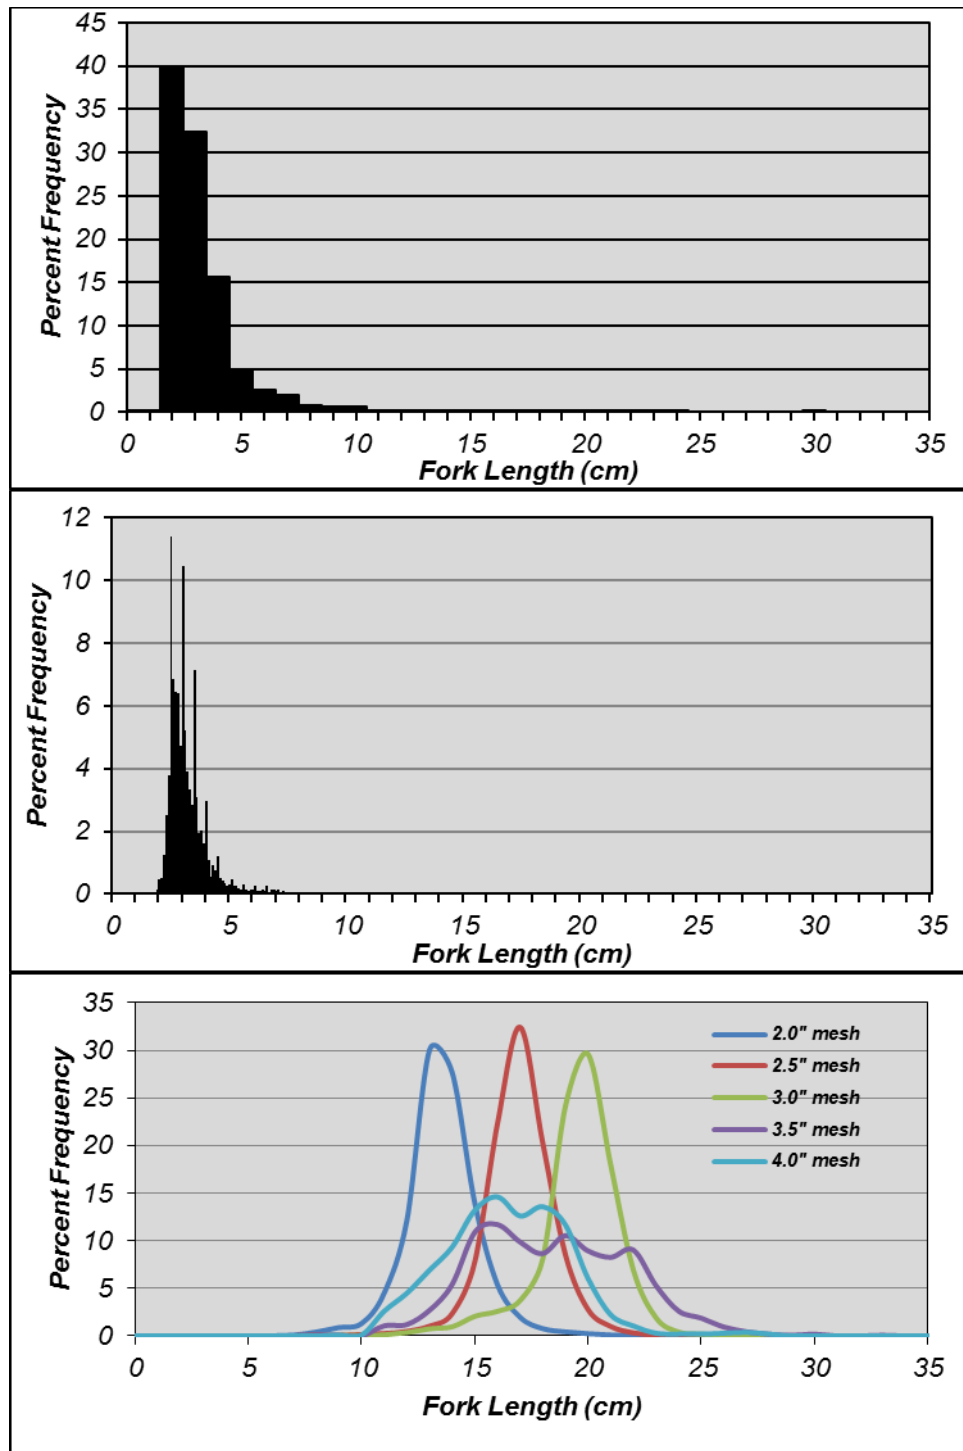 45
40
35
30
25
20
15
10
5
0
Percent Frequency
0 5 10 15 20 25 30 35
Fork Length (cm)
12
10
8
6
4
2
0
Percent Frequency
0 5 10 15 20 25 30 35
Fork Length (cm)
35
30
25
20
15
10
5
0
Percent Frequency
2.0" mesh
2.5" mesh
3.0" mesh
3.5" mesh
4.0" mesh
0 5 10 15 20 25 30 35
Fork Length (cm)